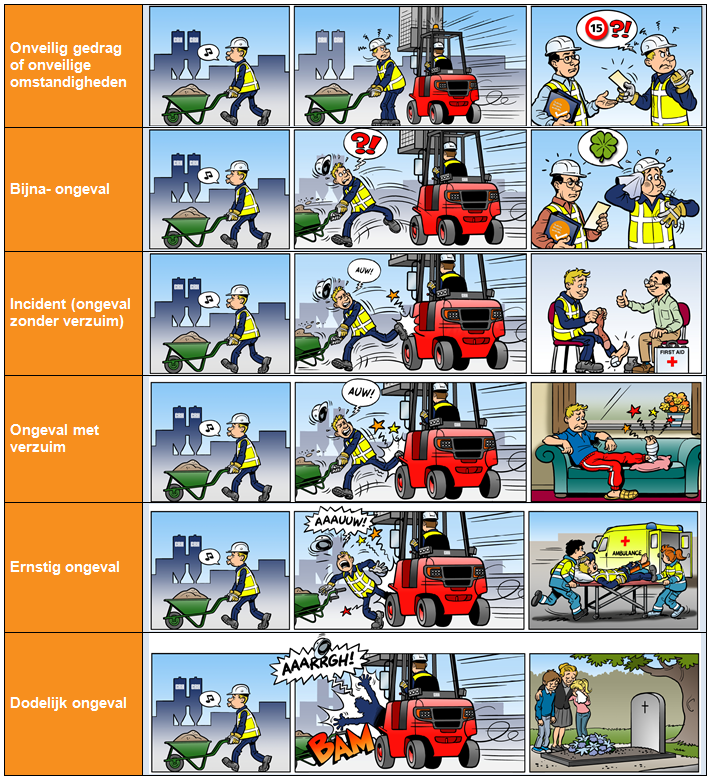 Onveilig gedrag
of onveilige
omstandigheden
15 ?!
Bijna- ongeval
?!
Incident (ongeval
zonder verzuim)
AUW!
FIRST AID
Ongeval met
verzuim
AUW!
Ernstig ongeval
AAAUUW!
AMBULANCE
Dodelijk ongeval
AAARRGH!
BAM